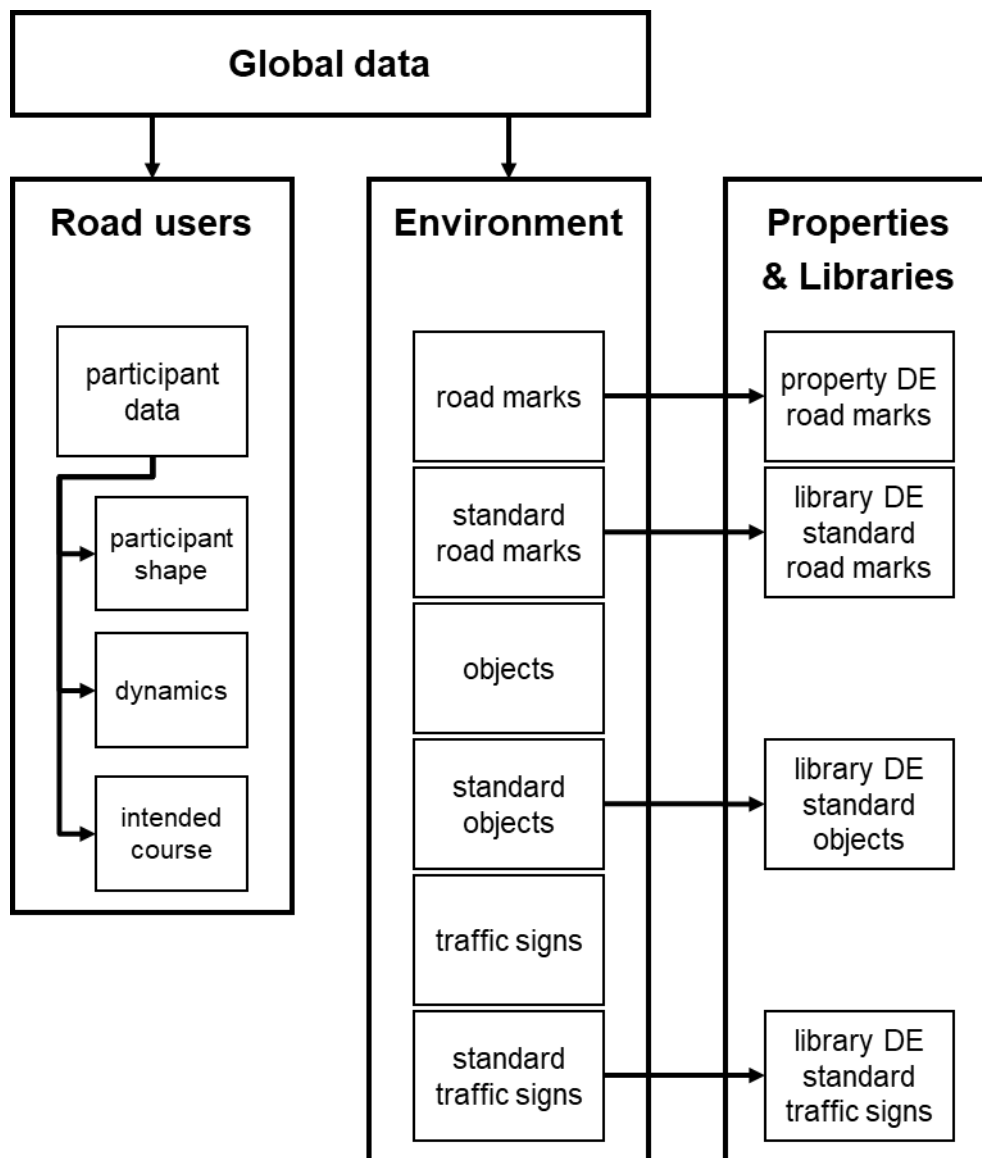 Global data
Road users
participant
data
participant
shape
dynamics
intended
course
Environment
road marks
standard
road marks
objects
standard
objects
traffic signs
standard
traffic signs
Properties
& Libraries
property DE
road marks
library DE
standard
road marks
library DE
standard
objects
library DE
standard
traffic signs